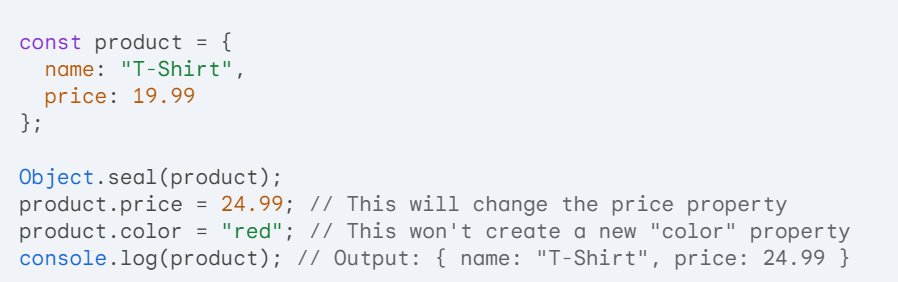 const product = {
  name: "T-Shirt",
  price: 19.99
};

Object.seal(product);
product.price = 24.99; // This will change the price property
product.color = "red"; // This won't create a new "color" property
console.log(product); // Output: { name: "T-Shirt", price: 24.99 }